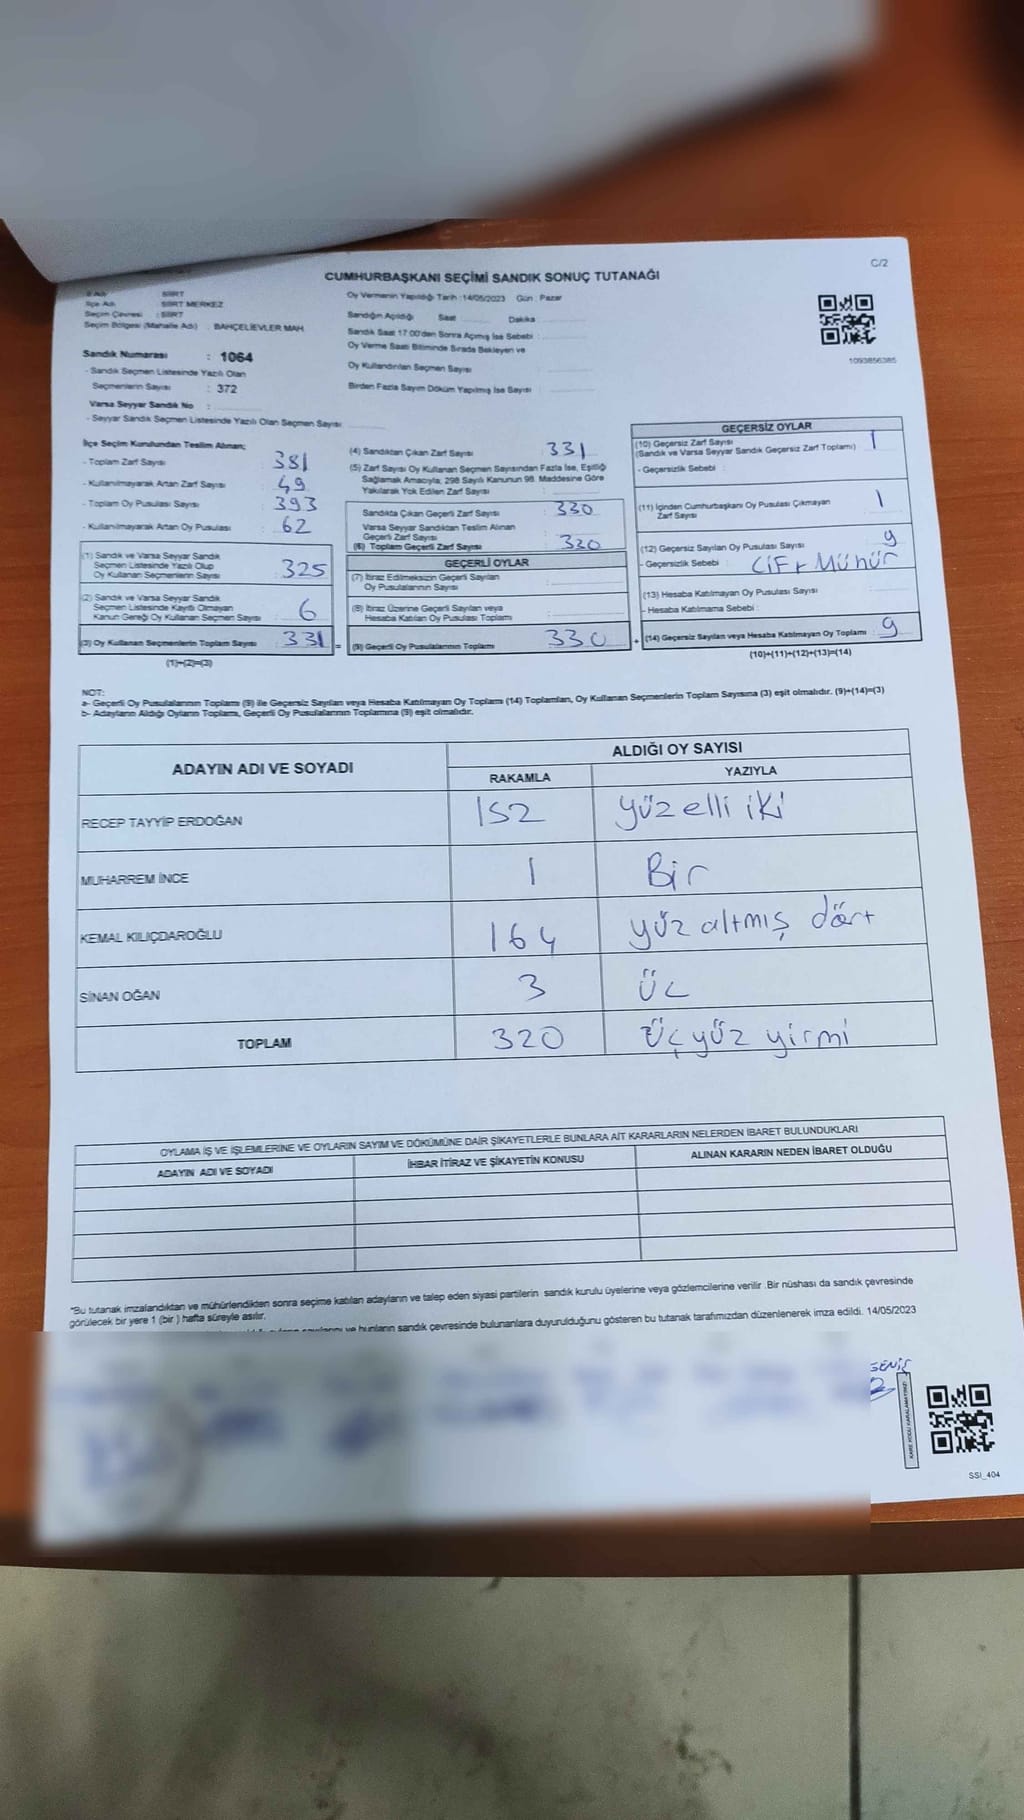 C/2
CUMHURBAŞKANI SEÇİMİ SANDIK SONUÇ TUTANAĞI
İl Adı : SİİRT
İlçe Adı : SİİRT MERKEZ
Seçim Çevresi : SİİRT
Seçim Bölgesi (Mahalle Adı) : BAHÇELİEVLER MAH.
Sandık Numarası : 1064
- Sandık Seçmen Listesinde Yazılı Olan
Seçmenlerin Sayısı : 372
Varsa Seyyar Sandık No :
- Seyyar Sandık Seçmen Listesinde Yazılı Olan Seçmen Sayısı
Oy Vermenin Yapıldığı Tarih : 14/05/2023 Gün : Pazar
Sandığın Açıldığı Saat Dakika
Sandık Saat 17:00'den Sonra Açımış İse Sebebi :
Oy Verme Saati Bitiminde Sırada Bekleyen ve
Oy Kullandırılan Seçmen Sayısı :
Birden Fazla Sayım Döküm Yapılmış İse Sayısı :
1093856385
İlçe Seçim Kurulundan Teslim Alınan;
- Toplam Zarf Sayısı : 381
- Kullanılmayarak Artan Zarf Sayısı : 49
- Toplam Oy Pusulası Sayısı : 393
- Kullanılmayarak Artan Oy Pusulası : 62
(1) Sandık ve Varsa Seyyar Sandık
Seçmen Listesinde Yazılı Olup
Oy Kullanan Seçmenlerin Sayısı : 325
(2) Sandık ve Varsa Seyyar Sandık
Seçmen Listesinde Kayıtlı Olmayan
Kanun Gereği Oy Kullanan Seçmen Sayısı : 6
(3) Oy Kullanan Seçmenlerin Toplam Sayısı : 331 =
(1)+(2)=(3)
(4) Sandıktan Çıkan Zarf Sayısı : 331
(5) Zarf Sayısı Oy Kullanan Seçmen Sayısından Fazla İse, Eşitliği
Sağlamak Amacıyla, 298 Sayılı Kanunun 98. Maddesine Göre
Yakılarak Yok Edilen Zarf Sayısı :
Sandıkta Çıkan Geçerli Zarf Sayısı : 330
Varsa Seyyar Sandıktan Teslim Alınan
Geçerli Zarf Sayısı :
(6) Toplam Geçerli Zarf Sayısı : 330
GEÇERLİ OYLAR
(7) İtiraz Edilmeksizin Geçerli Sayılan
Oy Pusulalarının Sayısı :
(8) İtiraz Üzerine Geçerli Sayılan veya
Hesaba Katılan Oy Pusulası Toplamı :
(9) Geçerli Oy Pusulalarının Toplamı : 330 +
GEÇERSİZ OYLAR
(10) Geçersiz Zarf Sayısı
(Sandık ve Varsa Seyyar Sandık Geçersiz Zarf Toplamı) 1
- Geçersizlik Sebebi :
(11) İçinden Cumhurbaşkanı Oy Pusulası Çıkmayan
Zarf Sayısı 1
(12) Geçersiz Sayılan Oy Pusulası Sayısı : 9
- Geçersizlik Sebebi : Çift Mühür
(13) Hesaba Katılmayan Oy Pusulası Sayısı :
- Hesaba Katılmama Sebebi :
(14) Geçersiz Sayılan veya Hesaba Katılmayan Oy Toplamı : 9
(10)+(11)+(12)+(13)=(14)
NOT:
a- Geçerli Oy Pusulalarının Toplamı (9) ile Geçersiz Sayılan veya Hesaba Katılmayan Oy Toplamı (14) Toplamları, Oy Kullanan Seçmenlerin Toplam Sayısına (3) eşit olmalıdır. (9)+(14)=(3)
b- Adayların Aldığı Oyların Toplamı, Geçerli Oy Pusulalarının Toplamına (9) eşit olmalıdır.
ADAYIN ADI VE SOYADI ALDIĞI OY SAYISI
RAKAMLA YAZIYLA
RECEP TAYYİP ERDOĞAN 152 yüz elli iki
MUHARREM İNCE 1 Bir
KEMAL KILIÇDAROĞLU 164 yüz altmış dört
SİNAN OĞAN 3 üç
TOPLAM 320 üçyüz yirmi
OYLAMA İŞ VE İŞLEMLERİNE VE OYLARIN SAYIM VE DÖKÜMÜNE DAİR ŞİKAYETLERLE BUNLARA AİT KARARLARIN NELERDEN İBARET BULUNDUKLARI
ADAYIN ADI VE SOYADI İHBAR İTİRAZ VE ŞİKAYETİN KONUSU ALINAN KARARIN NEDEN İBARET OLDUĞU
*Bu tutanak imzalandıktan ve mühürlendikten sonra seçime katılan adayların ve talep eden siyasi partilerin sandık kurulu üyelerine veya gözlemcilerine verilir .Bir nüshası da sandık çevresinde
görülecek bir yere 1 (bir ) hafta süreyle asılır.
ve bunların sandık çevresinde bulunanlara duyurulduğunu gösteren bu tutanak tarafımızdan düzenlenerek imza edildi. 14/05/2023
KARE KODU KARALAMAYINIZ!
SSI_404